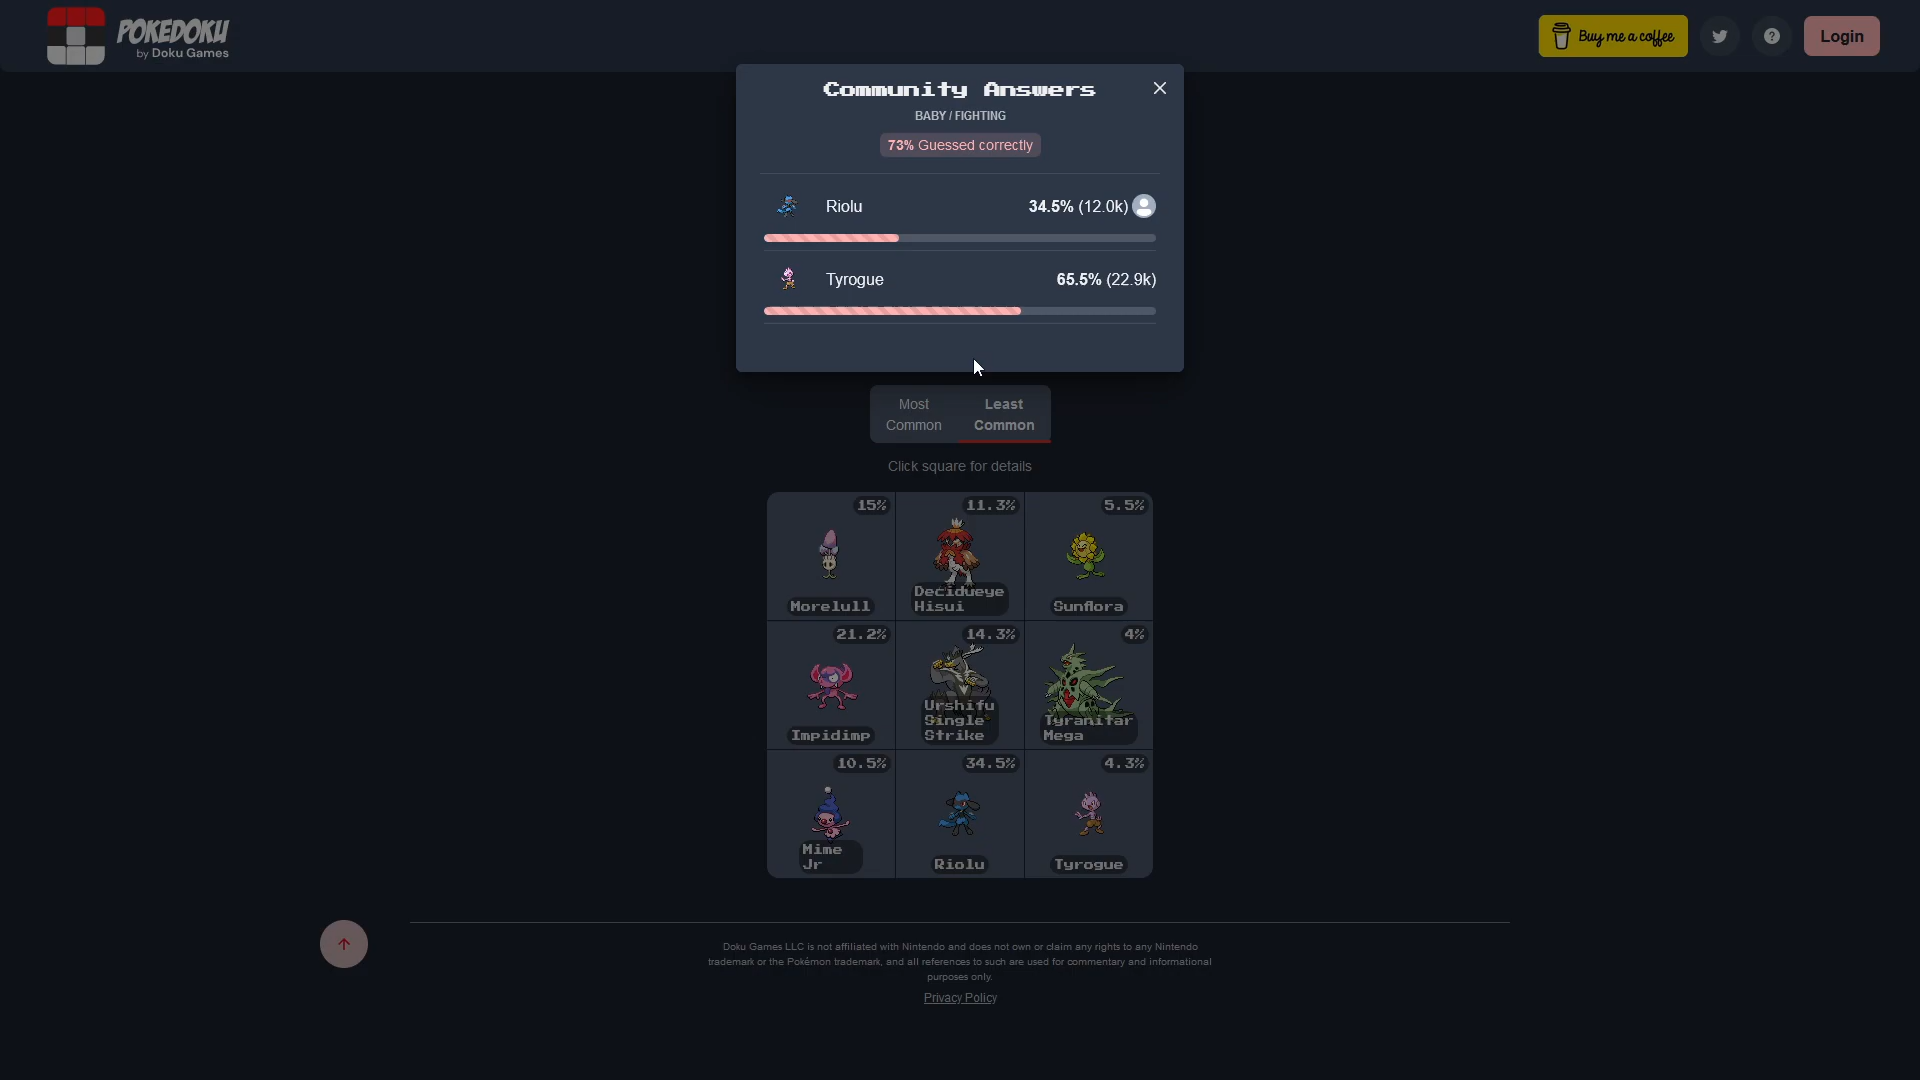 POKEDOKU
by Doku Games
Buy me a coffee
Login
Community Answers
BABY / FIGHTING
73% Guessed correctly
Riolu
34.5% (12.0k)
Tyrogue
65.5% (22.9k)
Most
Common
Least
Common
Click square for details
15%
Morelull
11.3%
Decidueye
Hisui
5.5%
Sunflora
21.2%
Impidimp
14.3%
Urshifu
Single
Strike
4%
Tyranitar
Mega
10.5%
Mime
Jr
34.5%
Riolu
4.3%
Tyrogue
Doku Games LLC is not affiliated with Nintendo and does not own or claim any rights to any Nintendo
trademark or the Pokémon trademark, and all references to such are used for commentary and informational
purposes only.
Privacy Policy